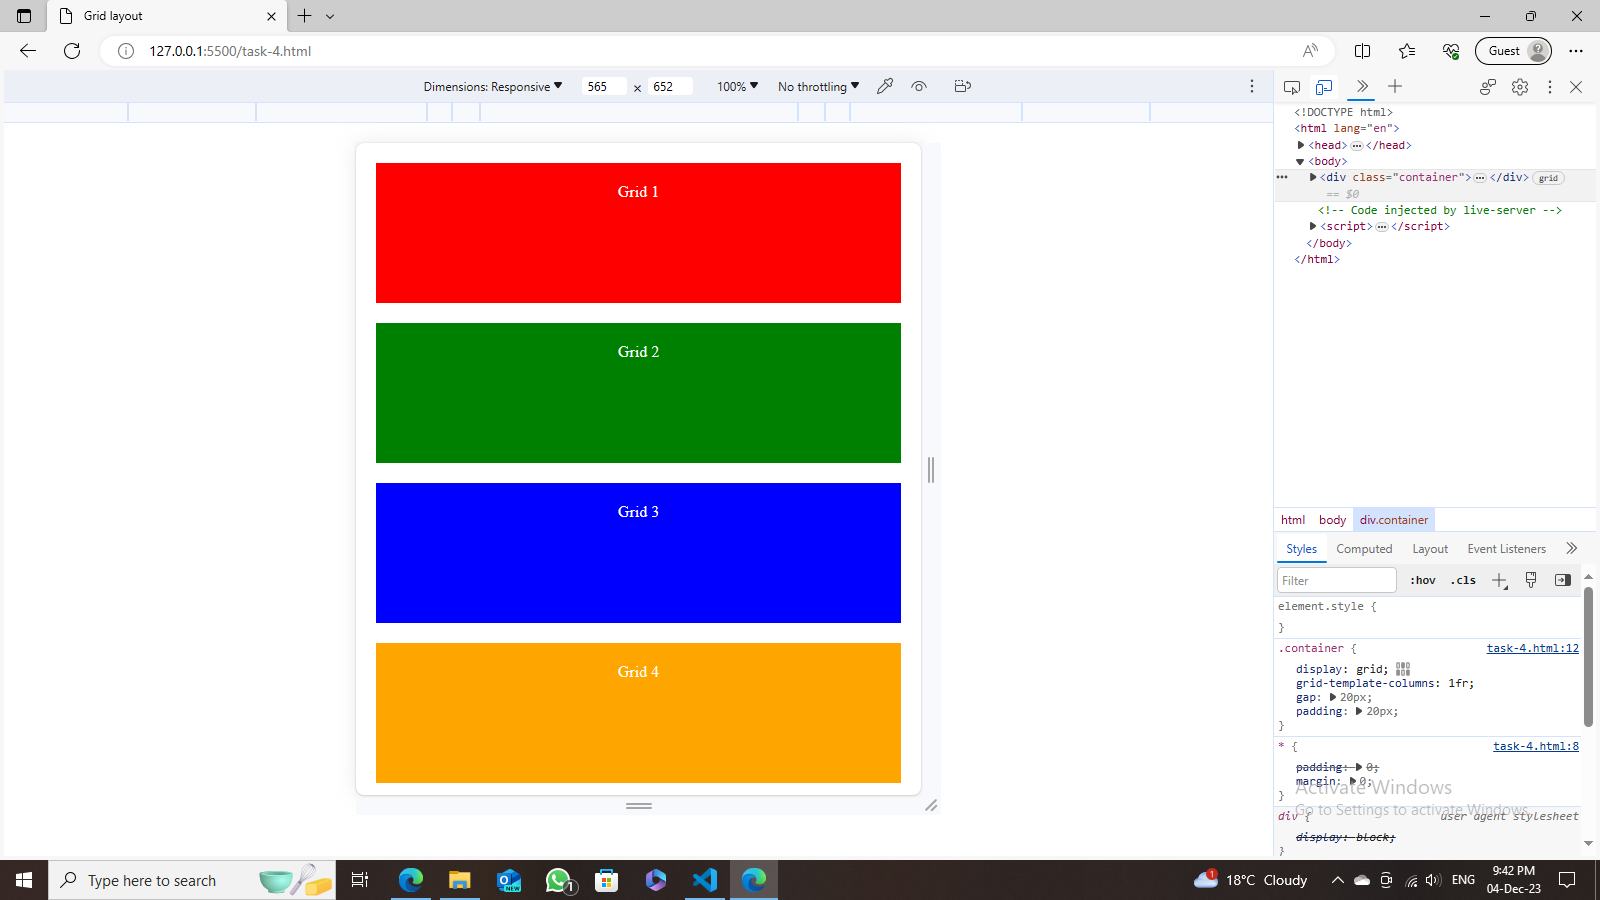 Grid layout
127.0.0.1:5500/task-4.html
Guest
Dimensions: Responsive
565 × 652
100%
No throttling
Grid 1
Grid 2
Grid 3
Grid 4
<!DOCTYPE html>
<html lang="en">
<head>…</head>
<body>
<div class="container">…</div> grid
== $0
<!-- Code injected by live-server -->
<script>…</script>
</body>
</html>
html body div.container
Styles Computed Layout Event Listeners
Filter :hov .cls
element.style {
}
.container { task-4.html:12
display: grid;
grid-template-columns: 1fr;
gap: 20px;
padding: 20px;
}
* { task-4.html:8
padding: 0;
margin: 0;
}
Activate Windows
Go to Settings to activate Windows.
div { user agent stylesheet
display: block;
}
Type here to search
NEW
1
1
18°C Cloudy
ENG
9:42 PM
04-Dec-23